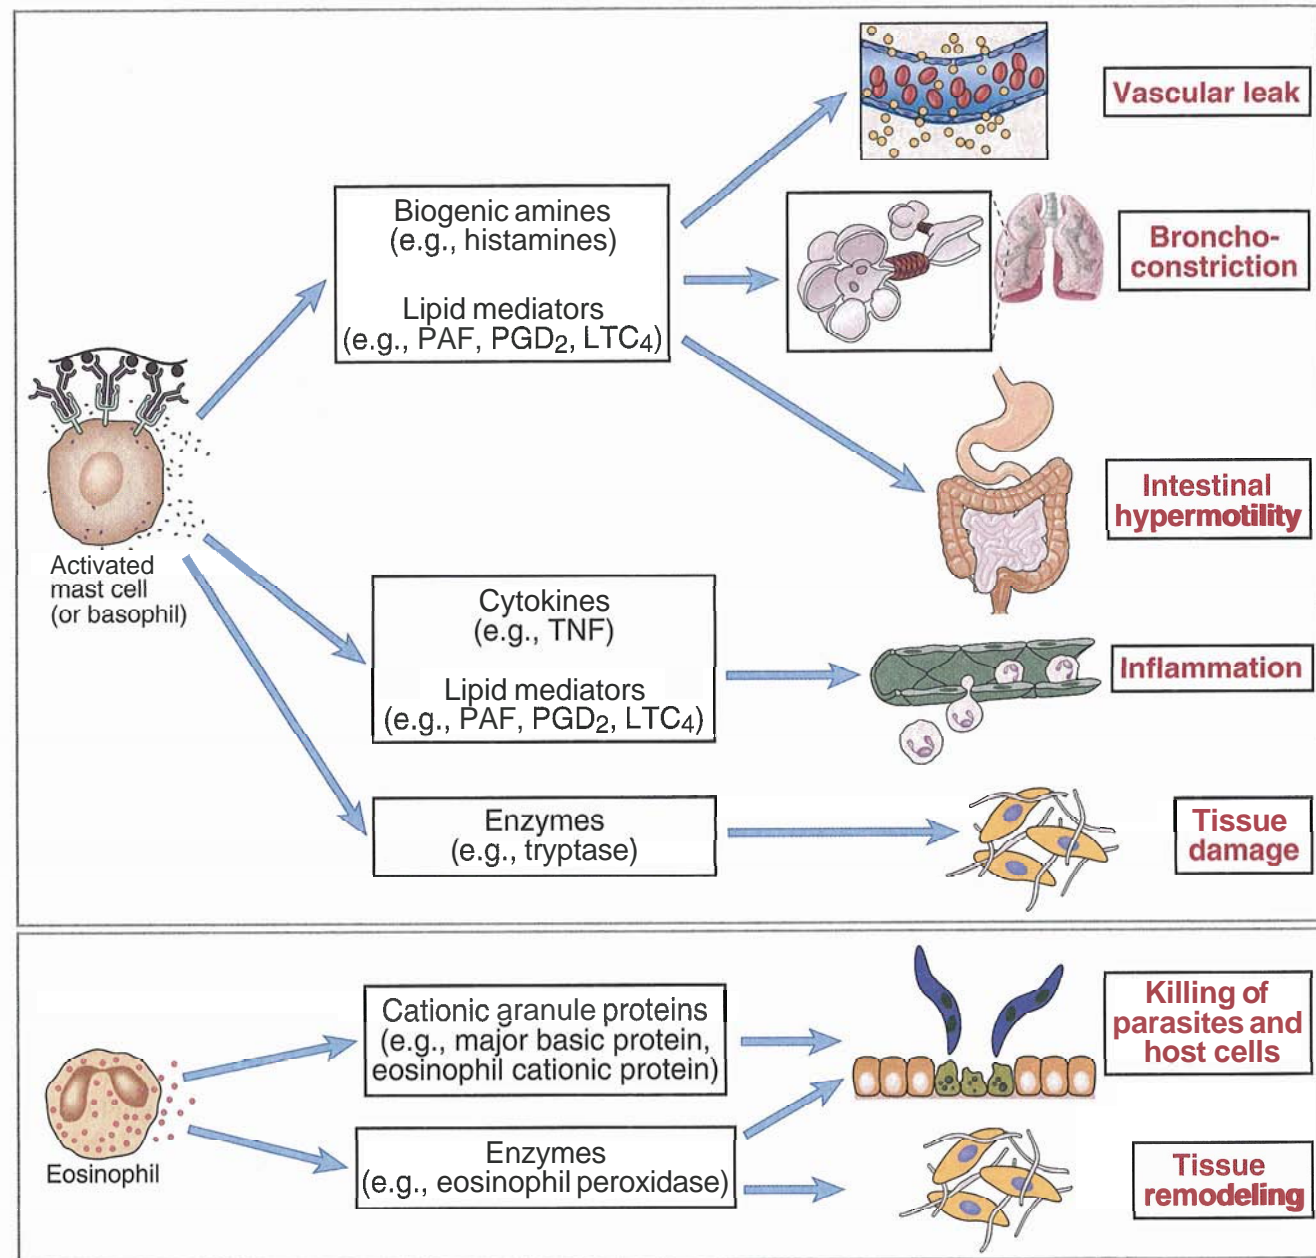 Vascular leak
Biogenic amines
(e.g., histamines)
Lipid mediators
(e.g., PAF, PGD2, LTC4)
Broncho-
constriction
Intestinal
hypermotility
Activated
mast cell
(or basophil)
Cytokines
(e.g., TNF)
Lipid mediators
(e.g., PAF, PGD2, LTC4)
Inflammation
Enzymes
(e.g., tryptase)
Tissue
damage
Eosinophil
Cationic aranule proteins
(e.g., major basic protein,
eosinophil cationic protein)
Killing of
parasites and
host cells
Enzymes
(e.g., eosinophil peroxidase)
Tissue
remodeling